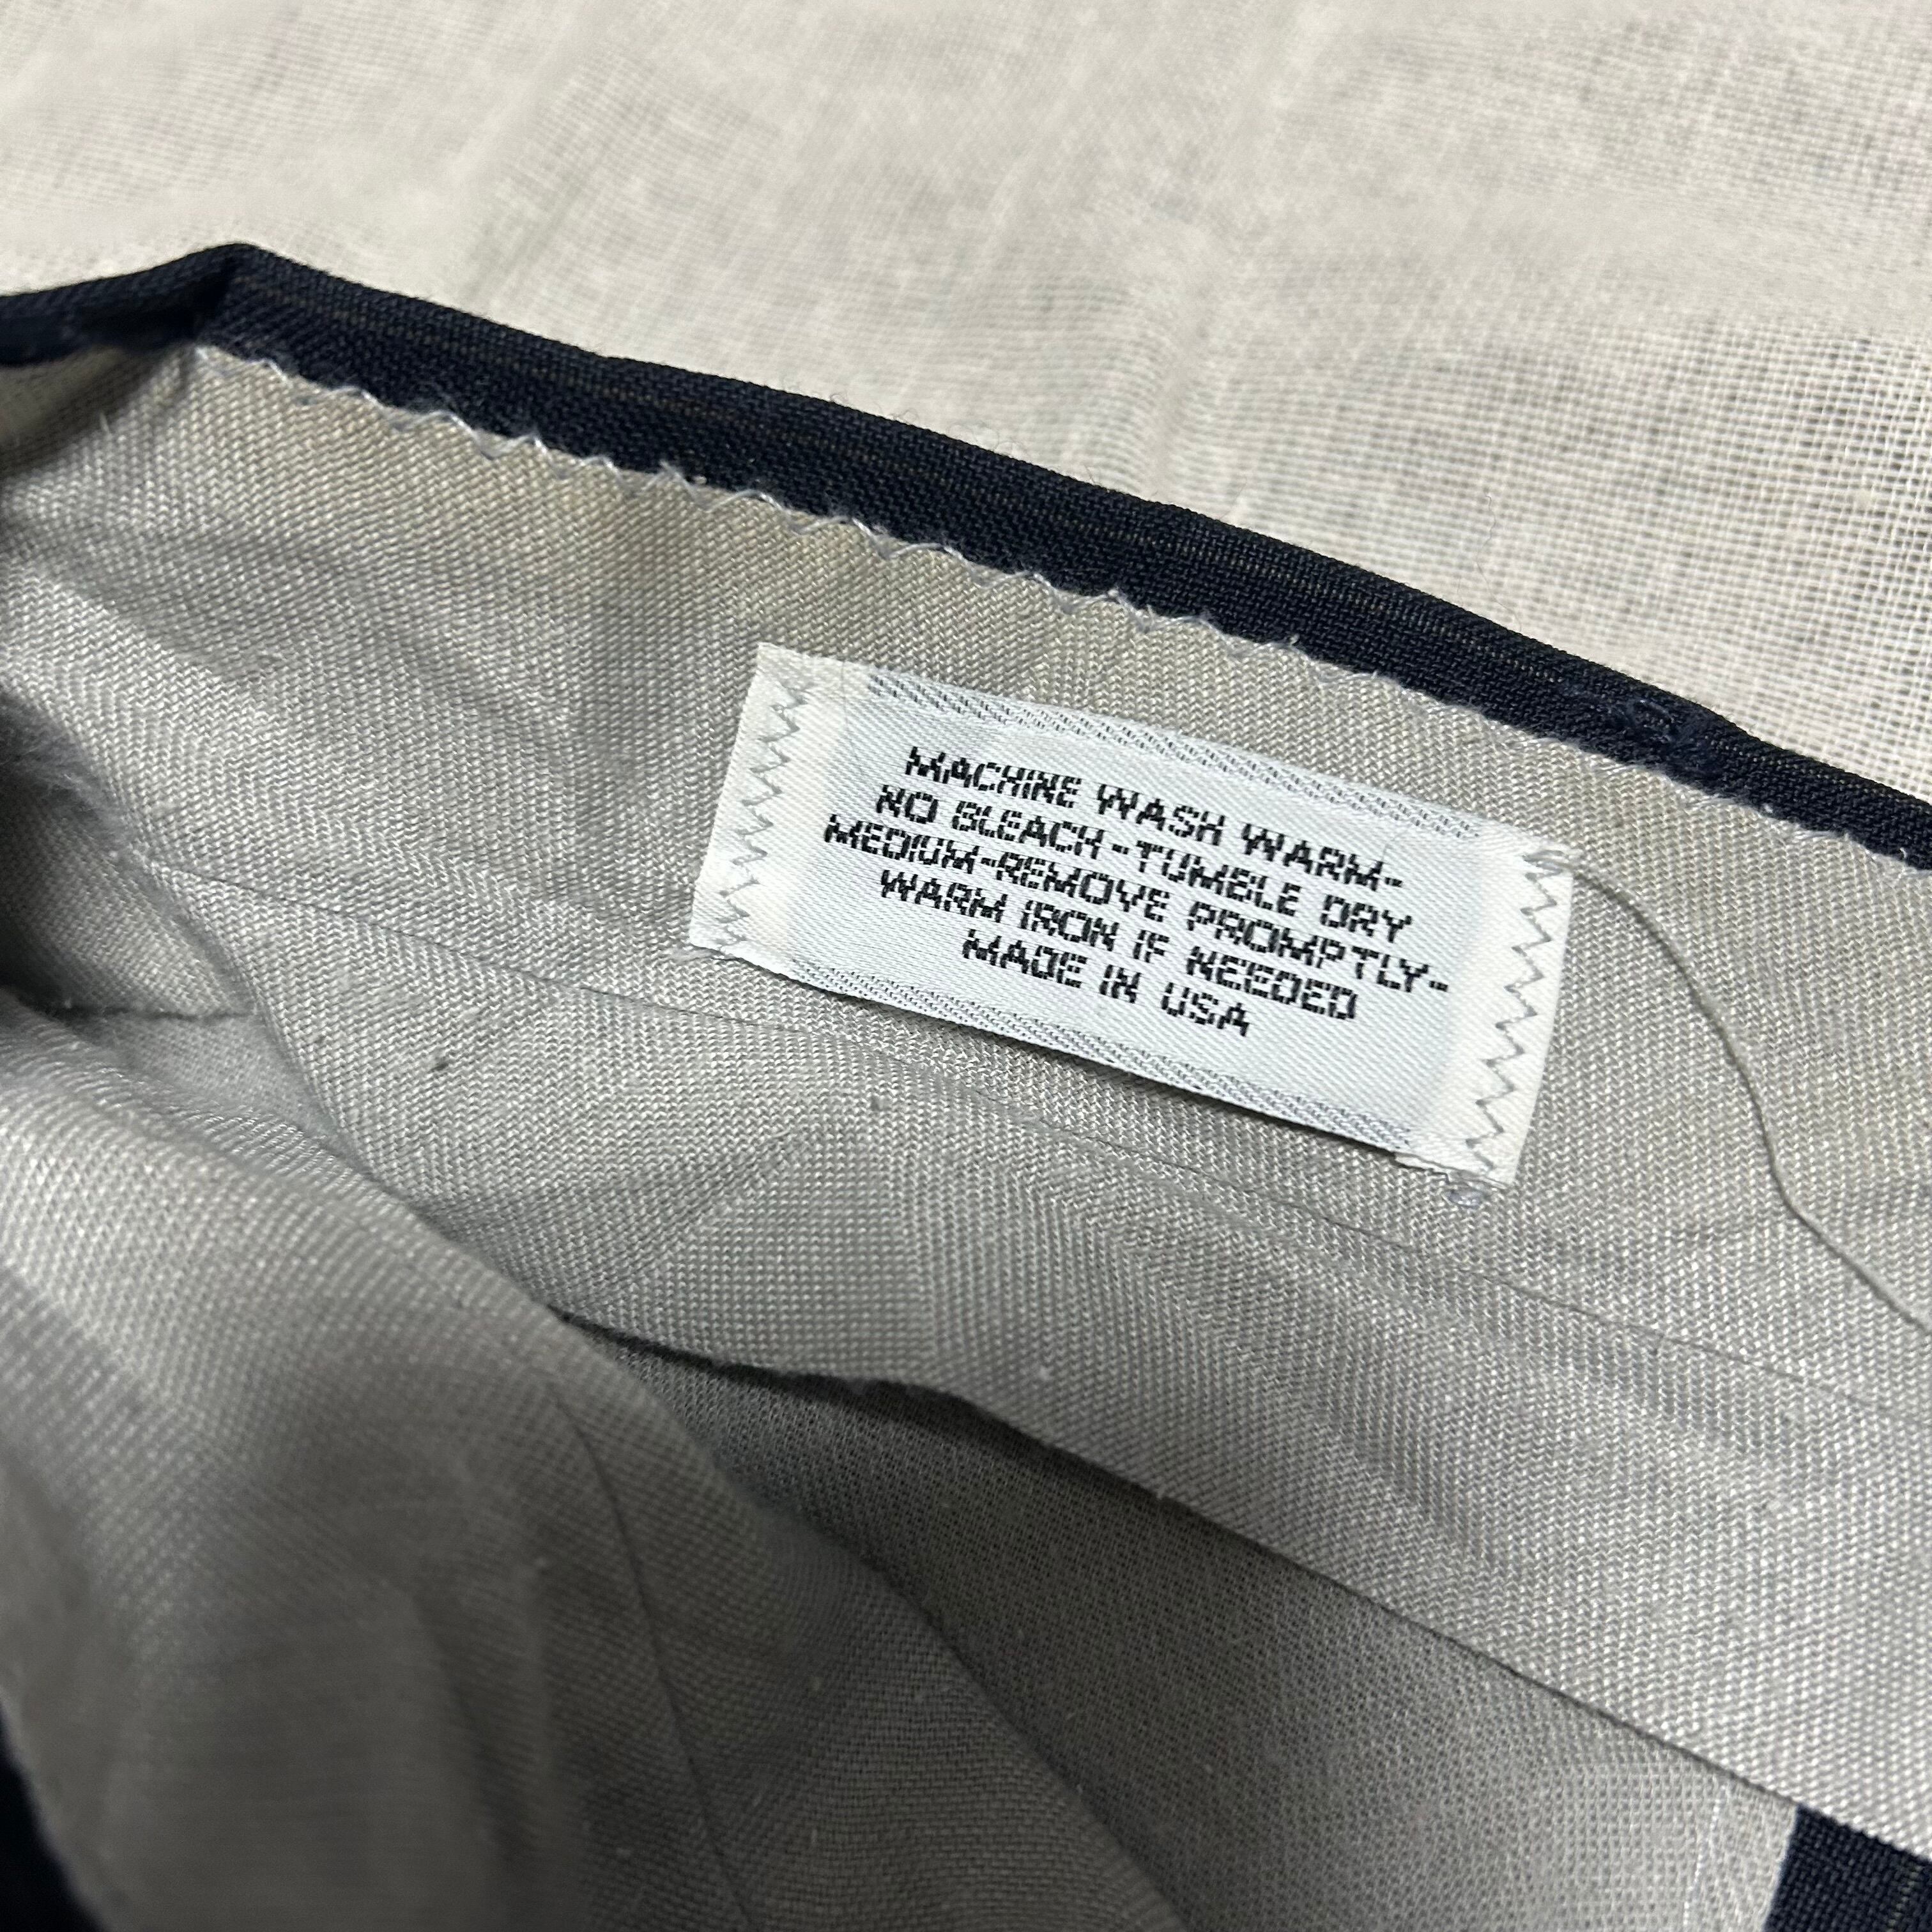 MACHINE WASH WARM-
NO BLEACH-TUMBLE DRY
MEDIUM-REMOVE PROMPTLY-
WARM IRON IF NEEDED
MADE IN USA